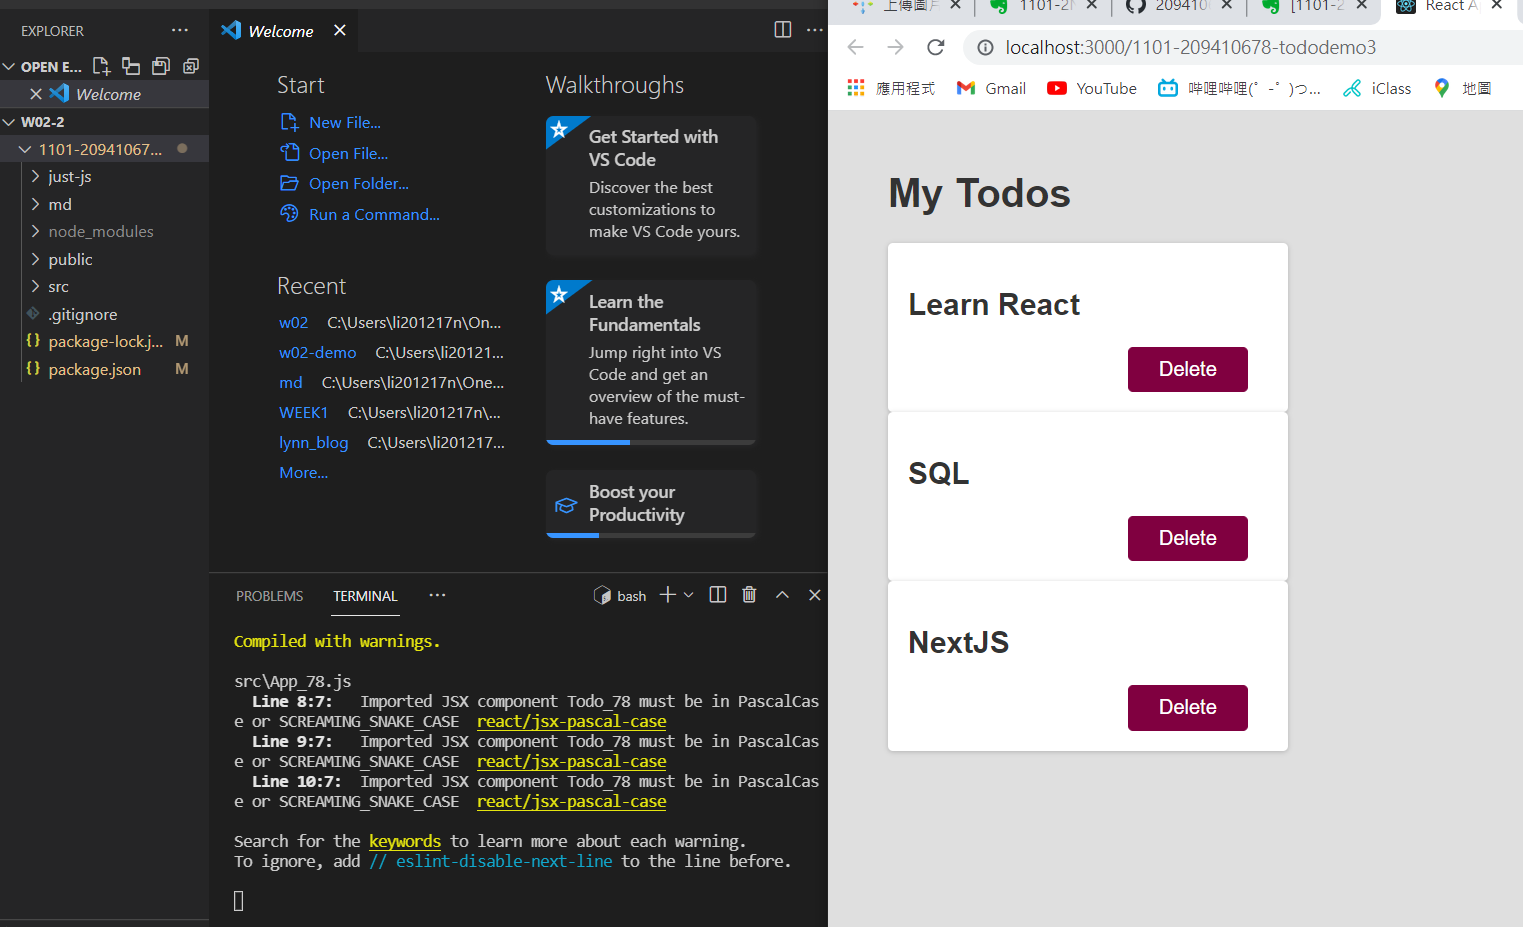 EXPLORER
OPEN E...
Welcome
W02-2
1101-20941067...
just-js
md
node_modules
public
src
.gitignore
package-lock.j... M
package.json M
Welcome
Start
New File...
Open File...
Open Folder...
Run a Command...
Recent
w02 C:\Users\li201217n\On...
w02-demo C:\Users\li20121...
md C:\Users\li201217n\One...
WEEK1 C:\Users\li201217n\...
lynn_blog C:\Users\li201217...
More...
Walkthroughs
Get Started with
VS Code
Discover the best
customizations to
make VS Code yours.
Learn the
Fundamentals
Jump right into VS
Code and get an
overview of the must-
have features.
Boost your
Productivity
PROBLEMS TERMINAL ... bash
Compiled with warnings.
src\App_78.js
Line 8:7: Imported JSX component Todo_78 must be in PascalCas
e or SCREAMING_SNAKE_CASE react/jsx-pascal-case
Line 9:7: Imported JSX component Todo_78 must be in PascalCas
e or SCREAMING_SNAKE_CASE react/jsx-pascal-case
Line 10:7: Imported JSX component Todo_78 must be in PascalCas
e or SCREAMING_SNAKE_CASE react/jsx-pascal-case
Search for the keywords to learn more about each warning.
To ignore, add // eslint-disable-next-line to the line before.
上傳圖 1101-2 209410 [1101-2 React A
localhost:3000/1101-209410678-tododemo3
應用程式 Gmail YouTube 嗶哩嗶哩(゜-゜)つ... iClass 地圖
My Todos
Learn React
Delete
SQL
Delete
NextJS
Delete